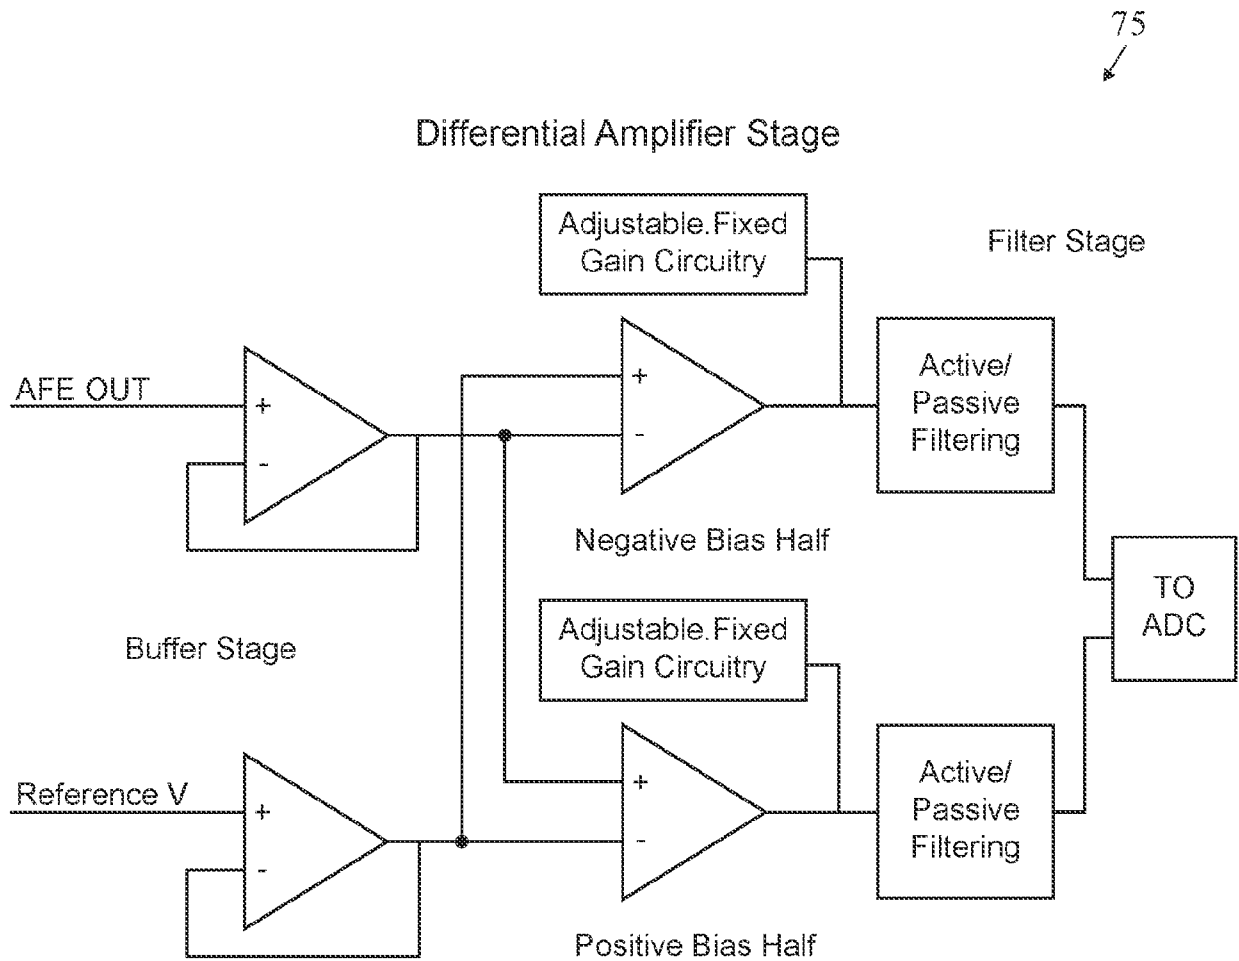 75
Differential Amplifier Stage
Adjustable.Fixed
Gain Circuitry
Filter Stage
AFE OUT
+
-
+
-
Active/
Passive
Filtering
Negative Bias Half
TO
ADC
Buffer Stage
Adjustable.Fixed
Gain Circuitry
Reference V
+
-
+
-
Active/
Passive
Filtering
Positive Bias Half